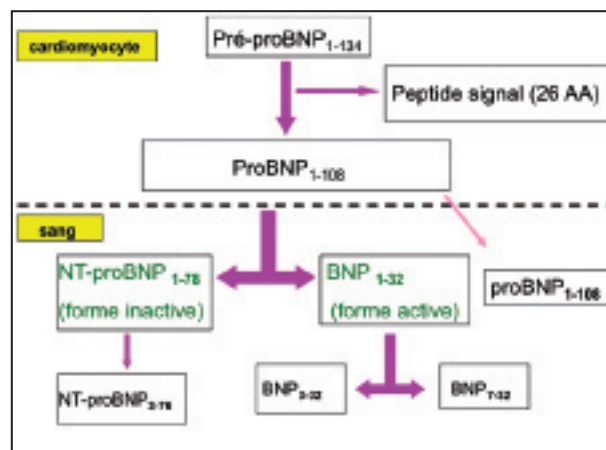 cardiomyocyte
Pré-proBNP1-134
Peptide signal (26 AA)
ProBNP1-108
sang
NT-proBNP 1-76
(forme inactive)
BNP 1-32
(forme active)
proBNP1-108
NT-proBNP3-76
BNP3-32
BNP7-32